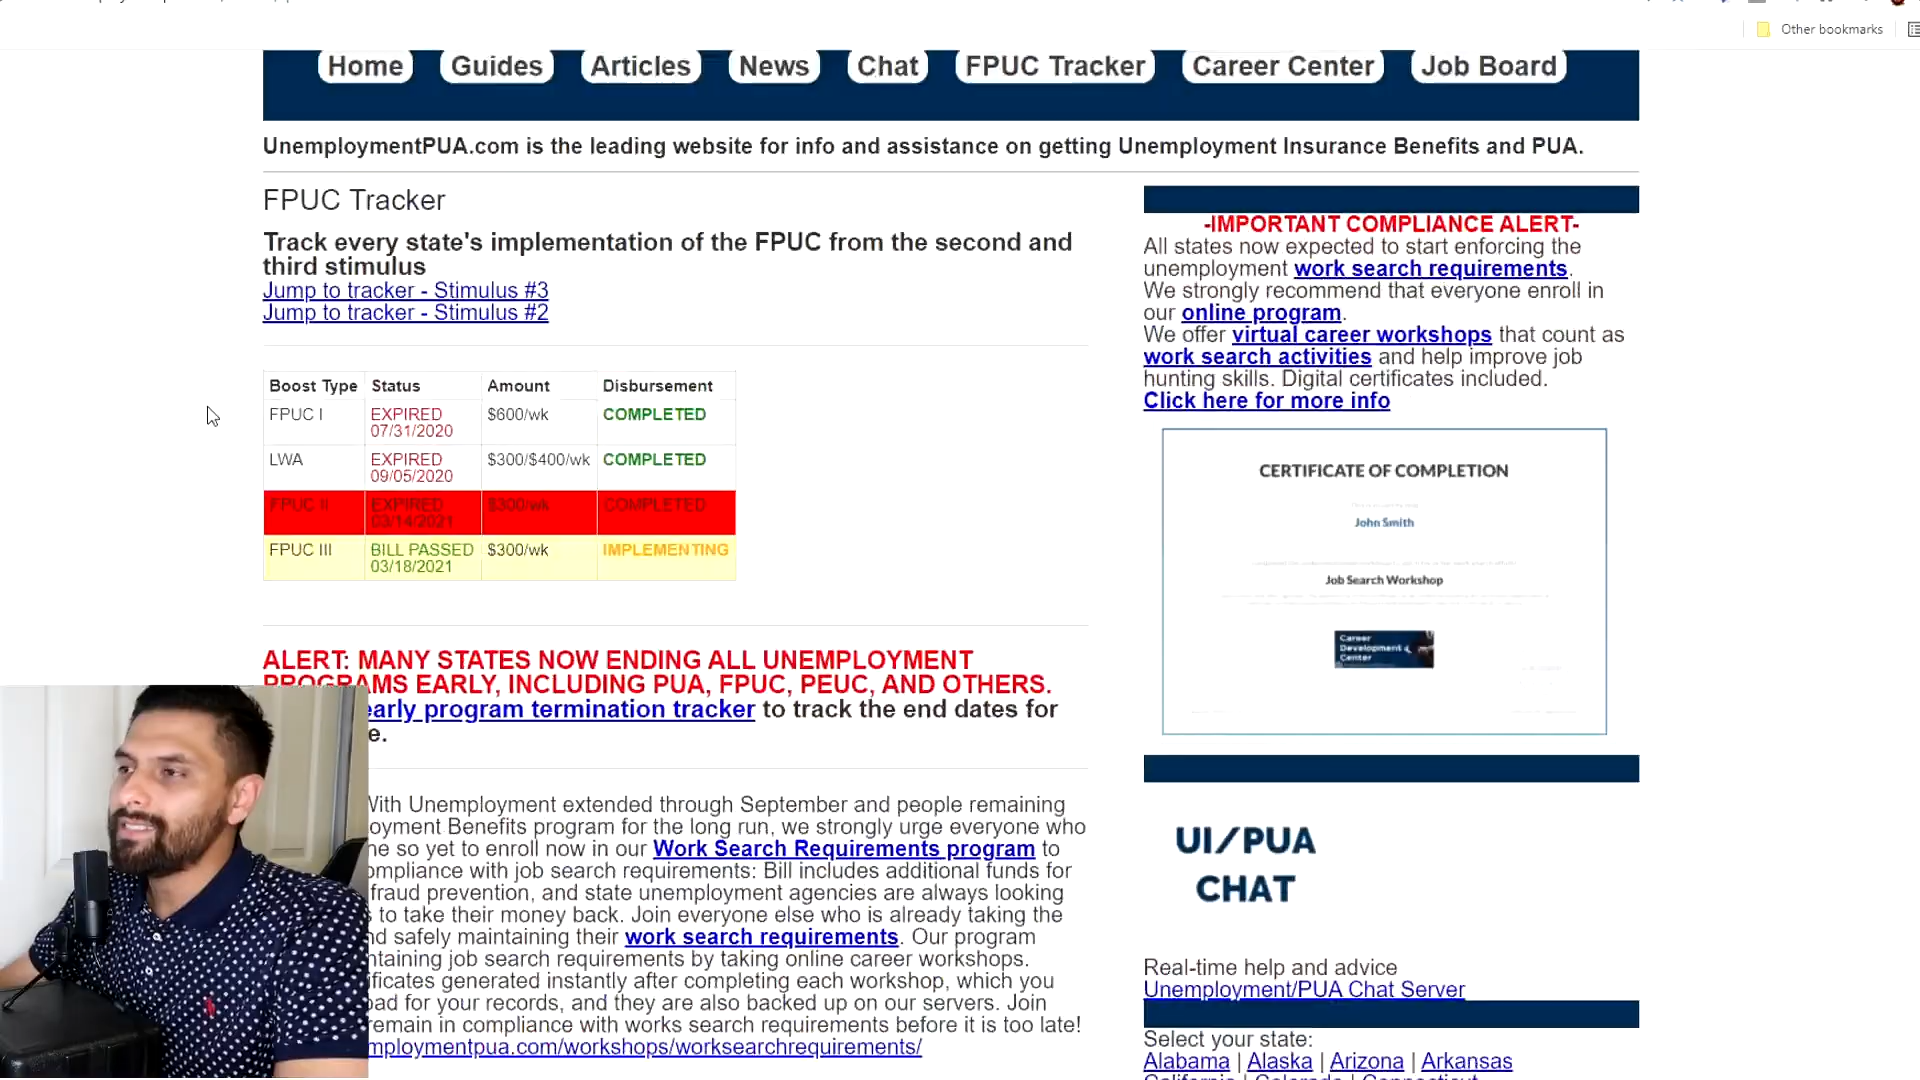 Other bookmarks
Home Guides Articles News Chat FPUC Tracker Career Center Job Board
UnemploymentPUA.com is the leading website for info and assistance on getting Unemployment Insurance Benefits and PUA.
FPUC Tracker
Track every state's implementation of the FPUC from the second and
third stimulus
Jump to tracker - Stimulus #3
Jump to tracker - Stimulus #2
Boost Type Status Amount Disbursement
FPUC I EXPIRED 07/31/2020 $600/wk COMPLETED
LWA EXPIRED 09/05/2020 $300/$400/wk COMPLETED
FPUC II EXPIRED 03/14/2021 $300/wk COMPLETED
FPUC III BILL PASSED 03/18/2021 $300/wk IMPLEMENTING
ALERT: MANY STATES NOW ENDING ALL UNEMPLOYMENT
PROGRAMS EARLY, INCLUDING PUA, FPUC, PEUC, AND OTHERS.
early program termination tracker to track the end dates for
e.
With Unemployment extended through September and people remaining
oyment Benefits program for the long run, we strongly urge everyone who
ne so yet to enroll now in our Work Search Requirements program to
ompliance with job search requirements: Bill includes additional funds for
fraud prevention, and state unemployment agencies are always looking
to take their money back. Join everyone else who is already taking the
nd safely maintaining their work search requirements. Our program
ntaining job search requirements by taking online career workshops.
ificates generated instantly after completing each workshop, which you
oad for your records, and they are also backed up on our servers. Join
remain in compliance with works search requirements before it is too late!
mploymentpua.com/workshops/worksearchrequirements/
-IMPORTANT COMPLIANCE ALERT-
All states now expected to start enforcing the
unemployment work search requirements.
We strongly recommend that everyone enroll in
our online program.
We offer virtual career workshops that count as
work search activities and help improve job
hunting skills. Digital certificates included.
Click here for more info
CERTIFICATE OF COMPLETION
John Smith
Job Search Workshop
Career
Development
Center
UI/PUA
CHAT
Real-time help and advice
Unemployment/PUA Chat Server
Select your state:
Alabama | Alaska | Arizona | Arkansas
California | Colorado | Connecticut